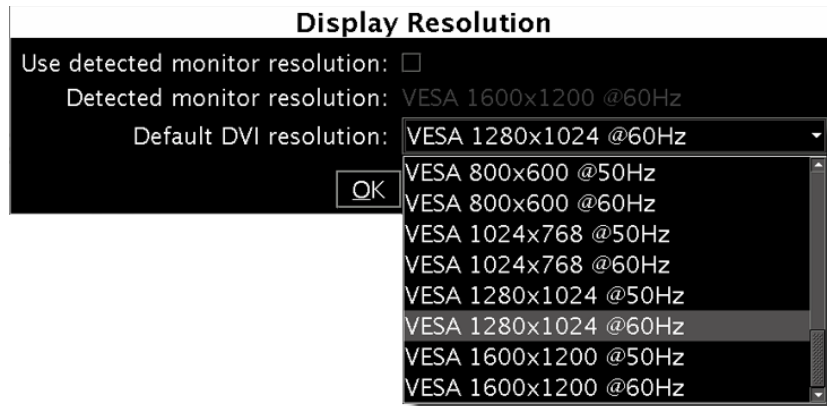 Display Resolution
Use detected monitor resolution:
Detected monitor resolution: VESA 1600x1200 @60Hz
Default DVI resolution: VESA 1280x1024 @60Hz
OK
VESA 800x600 @50Hz
VESA 800x600 @60Hz
VESA 1024x768 @50Hz
VESA 1024x768 @60Hz
VESA 1280x1024 @50Hz
VESA 1280x1024 @60Hz
VESA 1600x1200 @50Hz
VESA 1600x1200 @60Hz